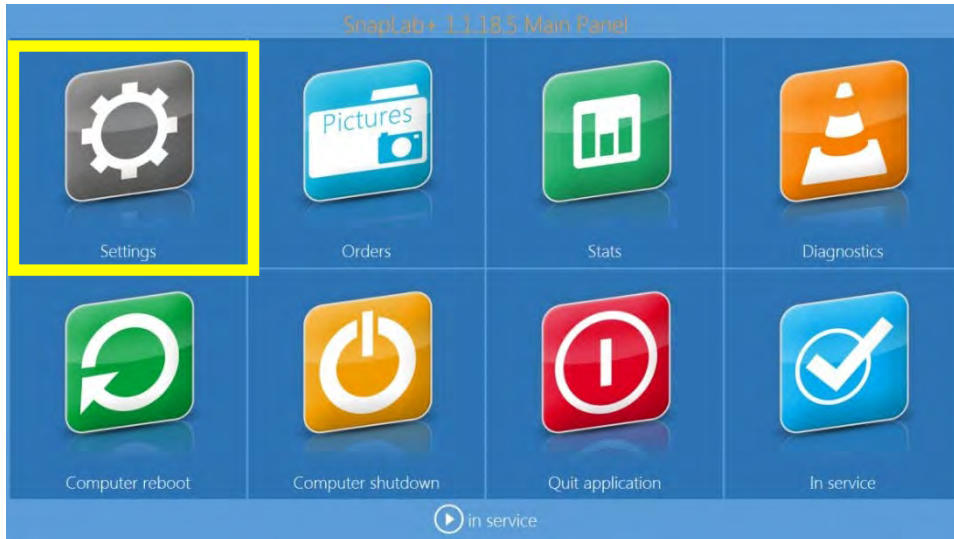 SnapLab+ 1.1.18.5 Main Panel
Pictures
Settings
Orders
Stats
Diagnostics
Computer reboot
Computer shutdown
Quit application
In service
in service